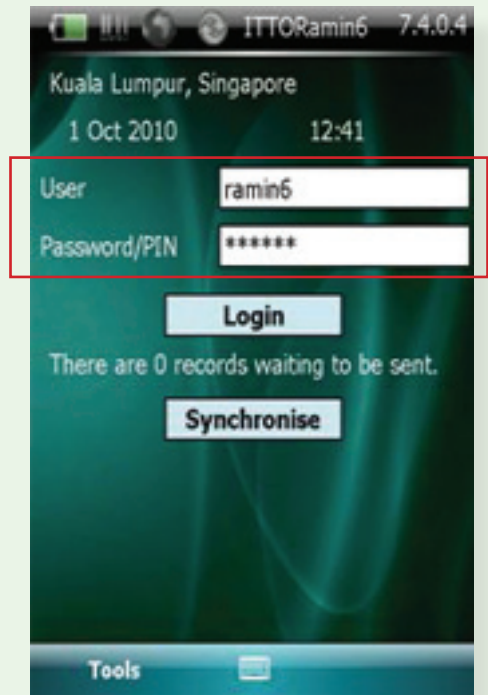 ITTORamin6 7.4.0.4
Kuala Lumpur, Singapore
1 Oct 2010 12:41
User ramin6
Password/PIN ******
Login
There are 0 records waiting to be sent.
Synchronise
Tools